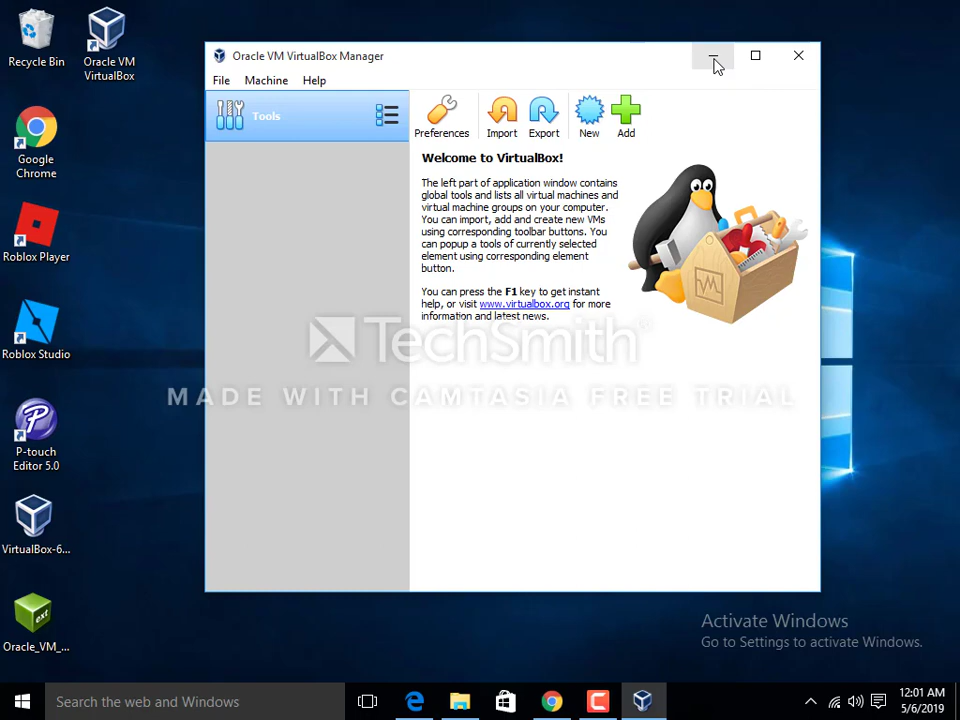 Recycle Bin
Oracle VM
VirtualBox
Google
Chrome
Roblox Player
Roblox Studio
P-touch
Editor 5.0
VirtualBox-6...
Oracle_VM_...
ext
Oracle VM VirtualBox Manager
File Machine Help
Tools
Preferences Import Export New Add
Welcome to VirtualBox!
The left part of application window contains
global tools and lists all virtual machines and
virtual machine groups on your computer.
You can import, add and create new VMs
using corresponding toolbar buttons. You
can popup a tools of currently selected
element using corresponding element
button.
You can press the F1 key to get instant
help, or visit www.virtualbox.org for more
information and latest news.
TechSmith®
MADE WITH CAMTASIA FREE TRIAL
Activate Windows
Go to Settings to activate Windows.
Search the web and Windows
12:01 AM
5/6/2019